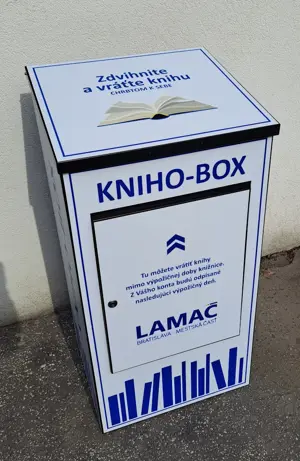 Zdvihnite
a vráťte knihu
CHRBTOM K SEBE
KNIHO-BOX
Tu môžete vrátiť knihy
mimo výpožičnej doby knižnice.
Z Vášho konta budú odpísané
nasledujúci výpožičný deň.
LAMAČ
BRATISLAVA - MESTSKÁ ČASŤ